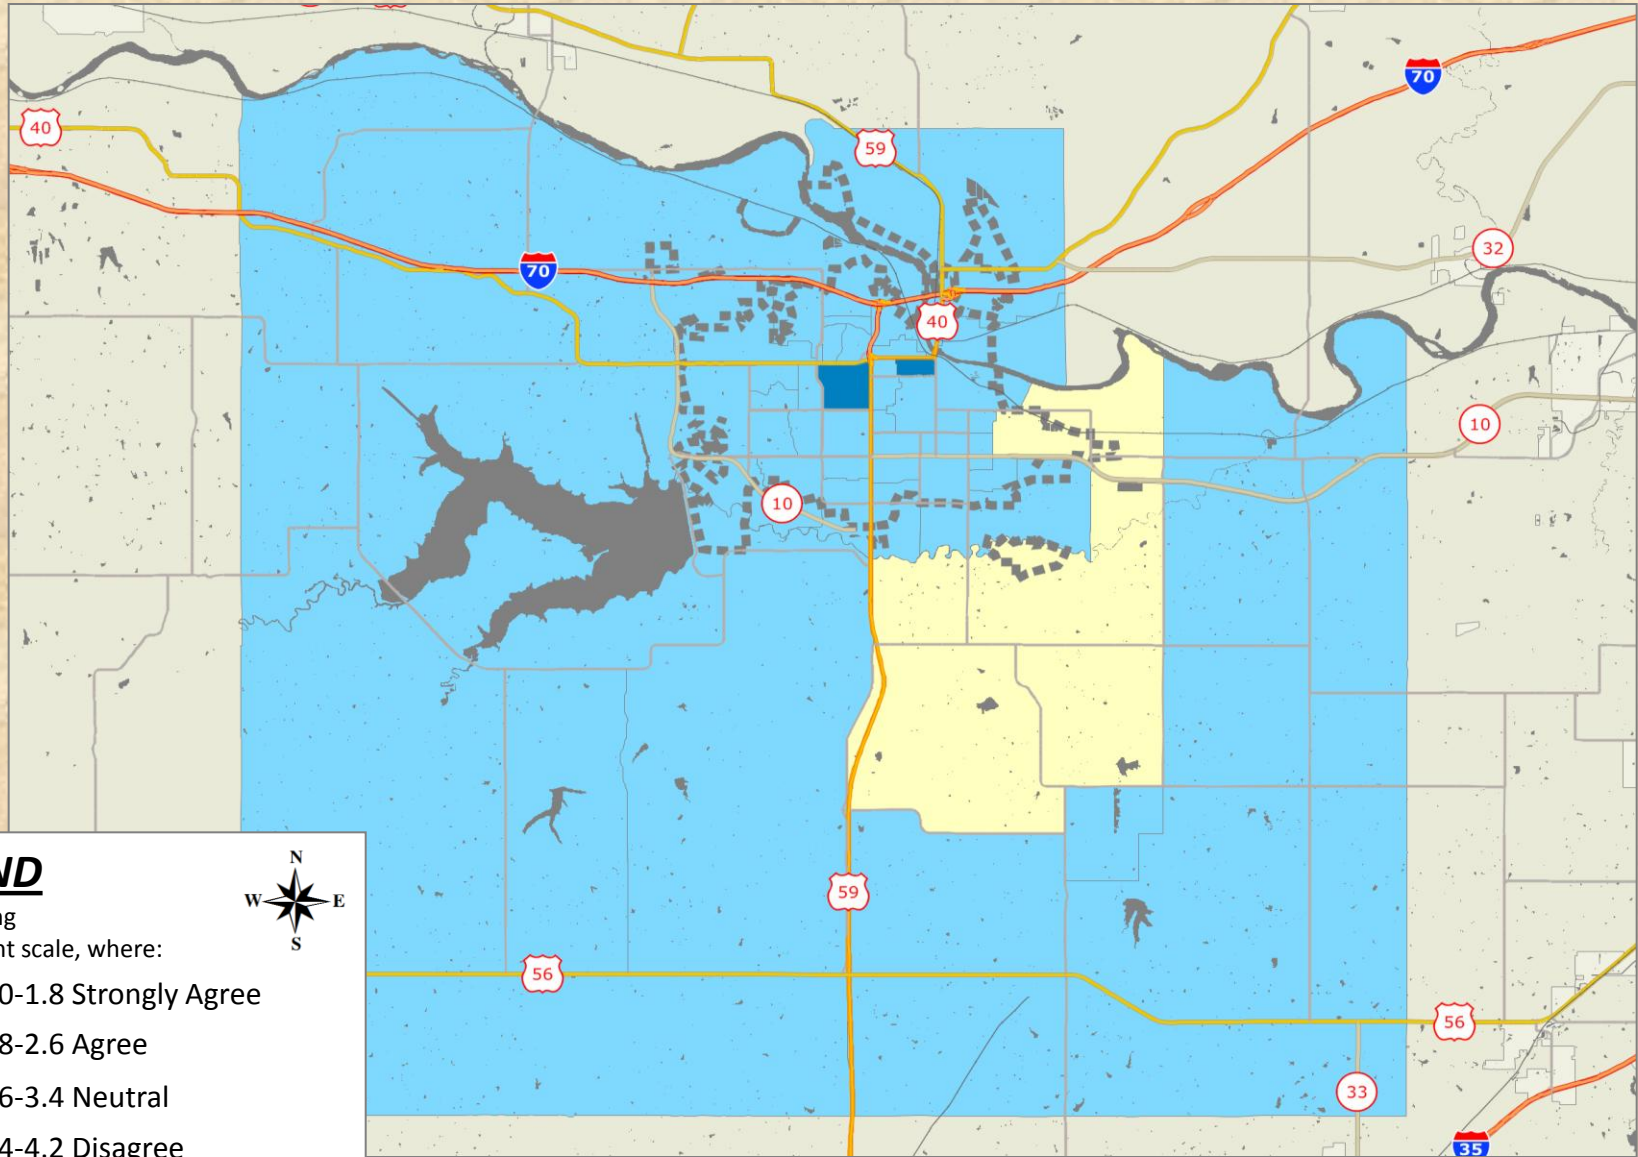 70
40
59
32
70
40
10
10
ND
N
W E
S
ng
nt scale, where:
0-1.8 Strongly Agree
8-2.6 Agree
6-3.4 Neutral
4-4.2 Disagree
59
56
56
33
35